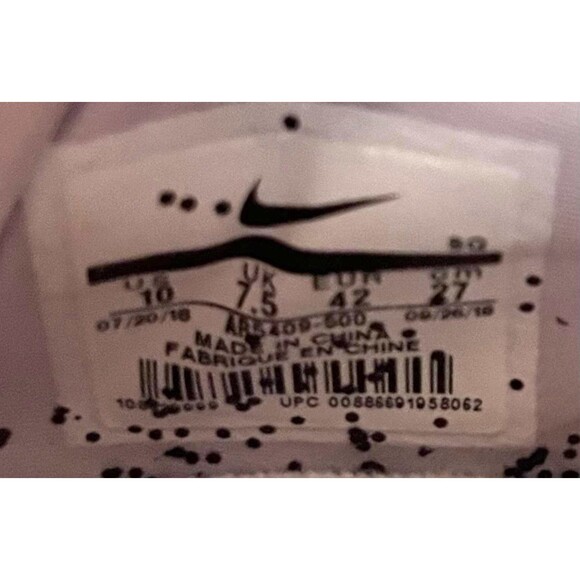 SG
US UK EUR cm
10 7.5 42 27
07/20/18 AR5409-500 09/26/18
MADE IN CHINA
FABRIQUE EN CHINE
UPC 00886691958062